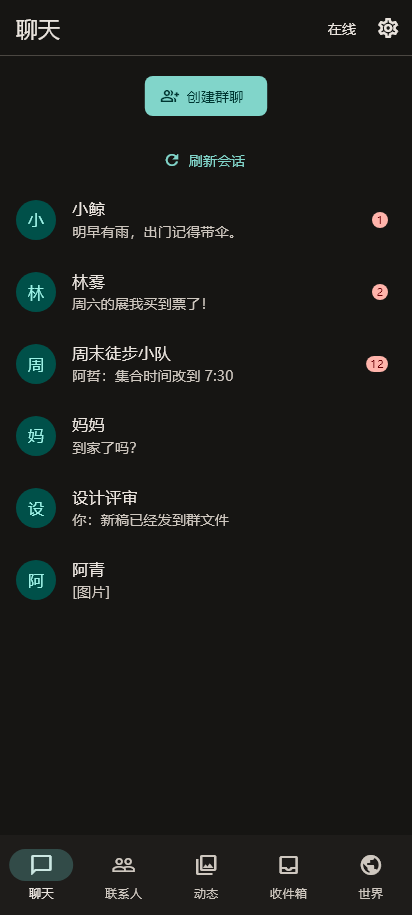 聊天
在线
创建群聊
刷新会话
小
小鲸
明早有雨，出门记得带伞。
1
林
林雾
周六的展我买到票了！
2
周
周末徒步小队
阿哲：集合时间改到 7:30
12
妈
妈妈
到家了吗？
设
设计评审
你：新稿已经发到群文件
阿
阿青
[图片]
聊天
联系人
动态
收件箱
世界